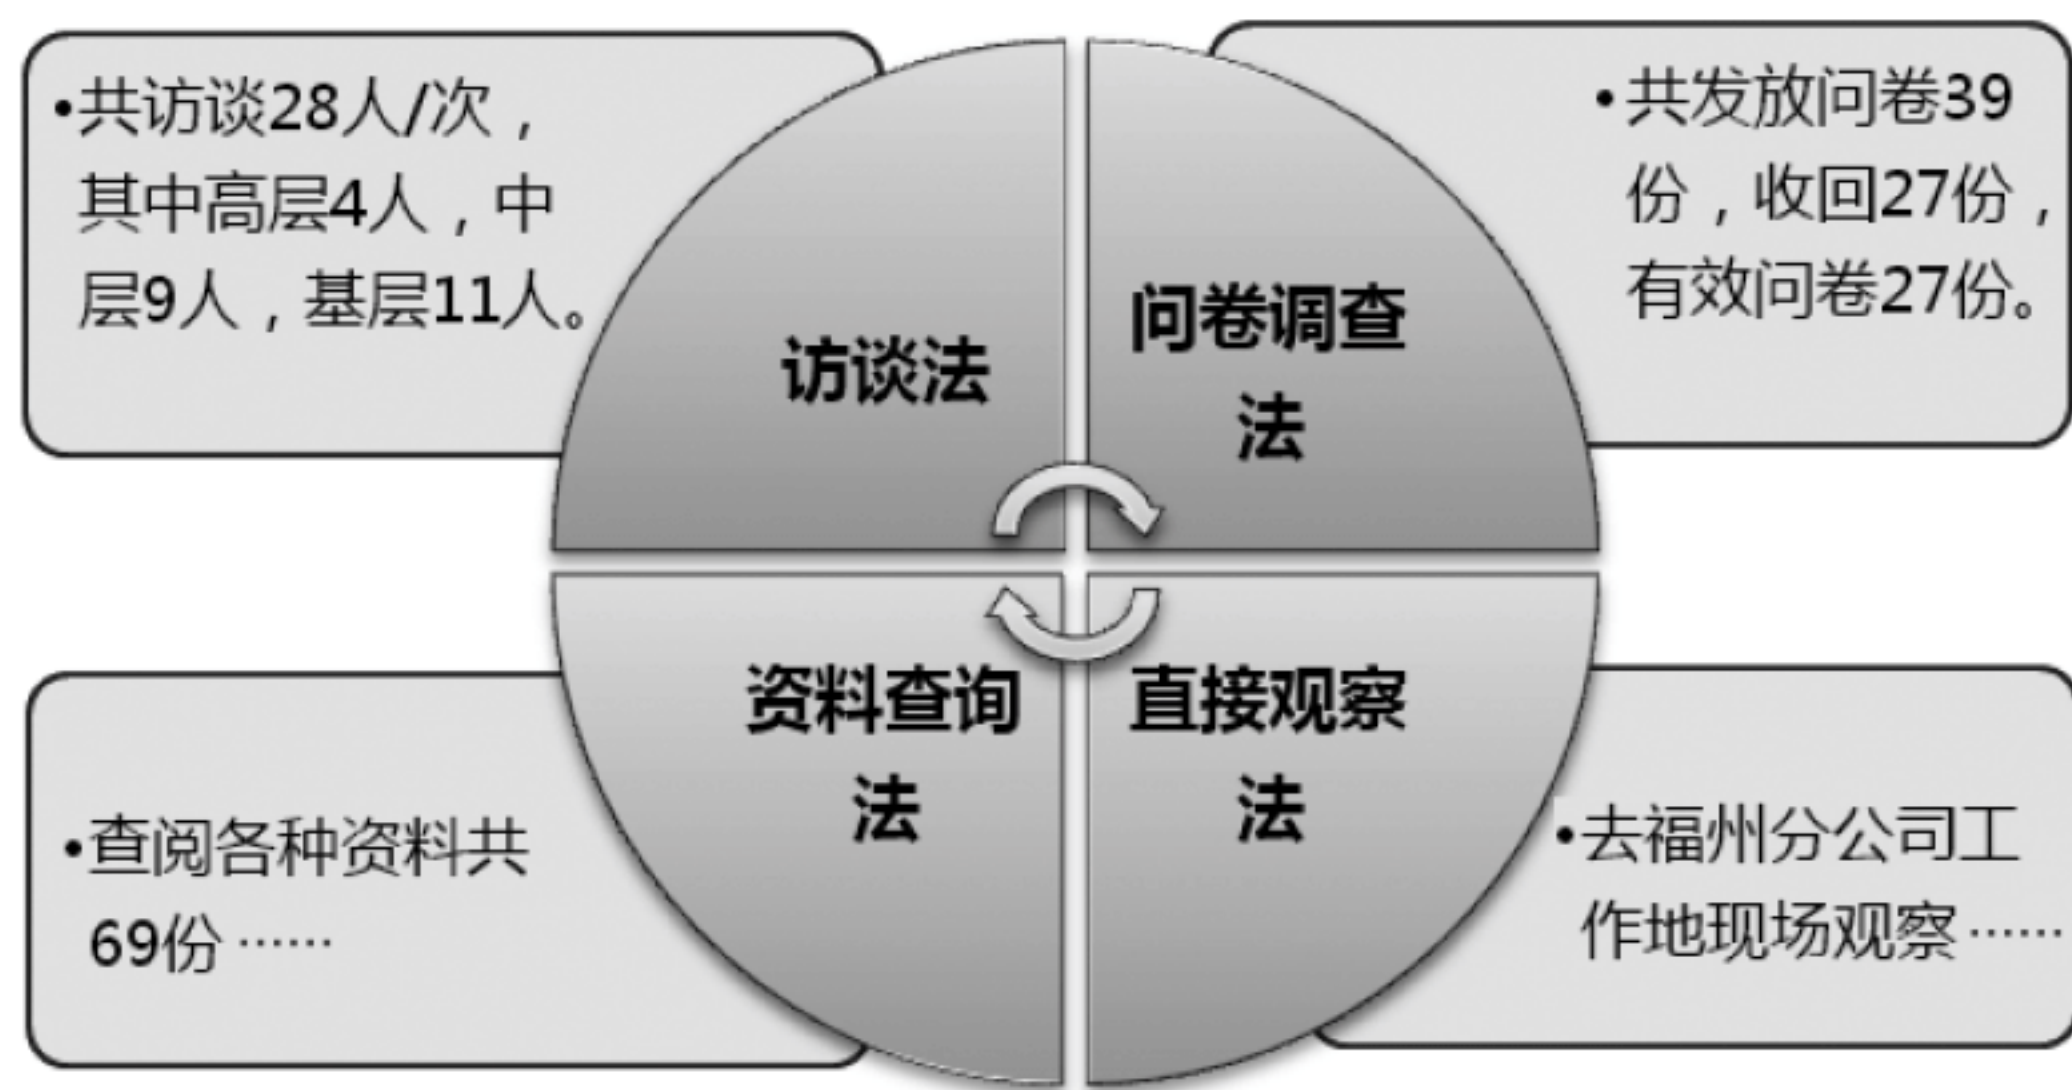 •共访谈28人/次，
其中高层4人，中
层9人，基层11人。
访谈法
•共发放问卷39
份，收回27份，
有效问卷27份。
问卷调查
法
•查阅各种资料共
69份……
资料查询
法
直接观察
法
•去福州分公司工
作地现场观察……